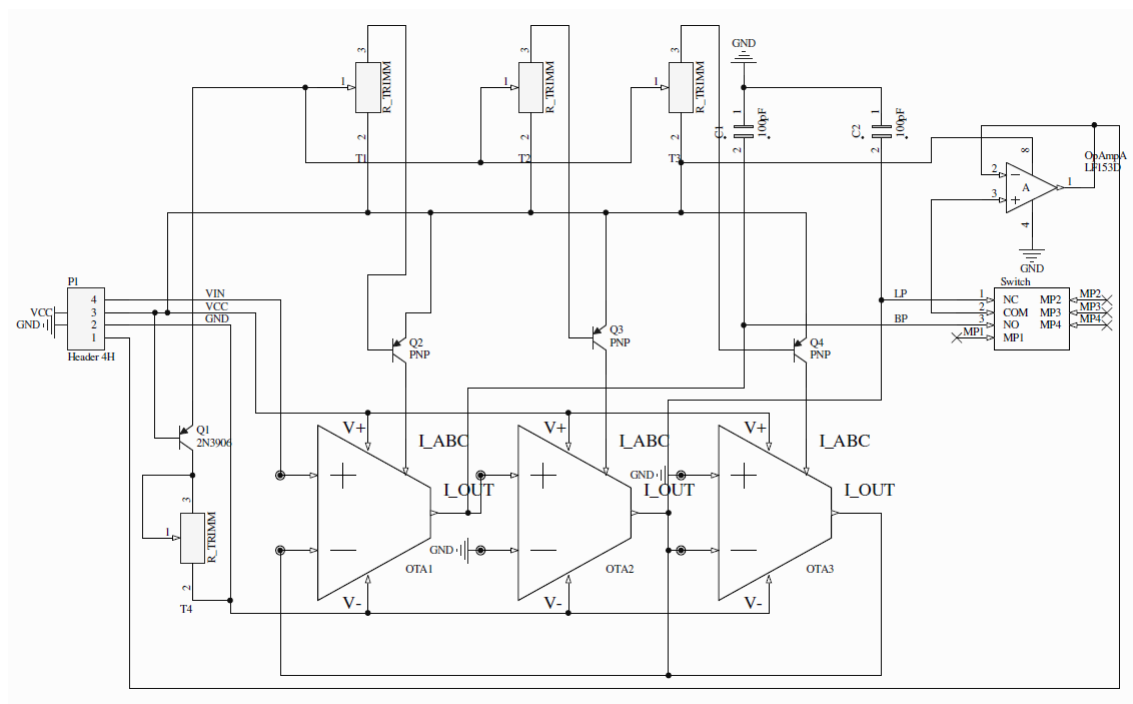 GND
3
1
R_TRIMM
2
T1
3
1
R_TRIMM
2
T2
3
1
R_TRIMM
2
T3
1
C1
100pF
2
1
C2
100pF
2
OpAmpA
LF153D
8
2
3
A
1
4
GND
P1
4
3
2
1
Header 4H
VCC
GND
VIN
VCC
GND
Switch
LP
BP
1
2
3
NC
COM
NO
MP1
MP2
MP3
MP4
MP1
MP2
MP3
MP4
Q2
PNP
Q3
PNP
Q4
PNP
Q1
2N3906
3
1
R_TRIMM
2
T4
V+
I_ABC
I_OUT
OTA1
V-
V+
I_ABC
I_OUT
GND
OTA2
V-
V+
I_ABC
I_OUT
GND
OTA3
V-